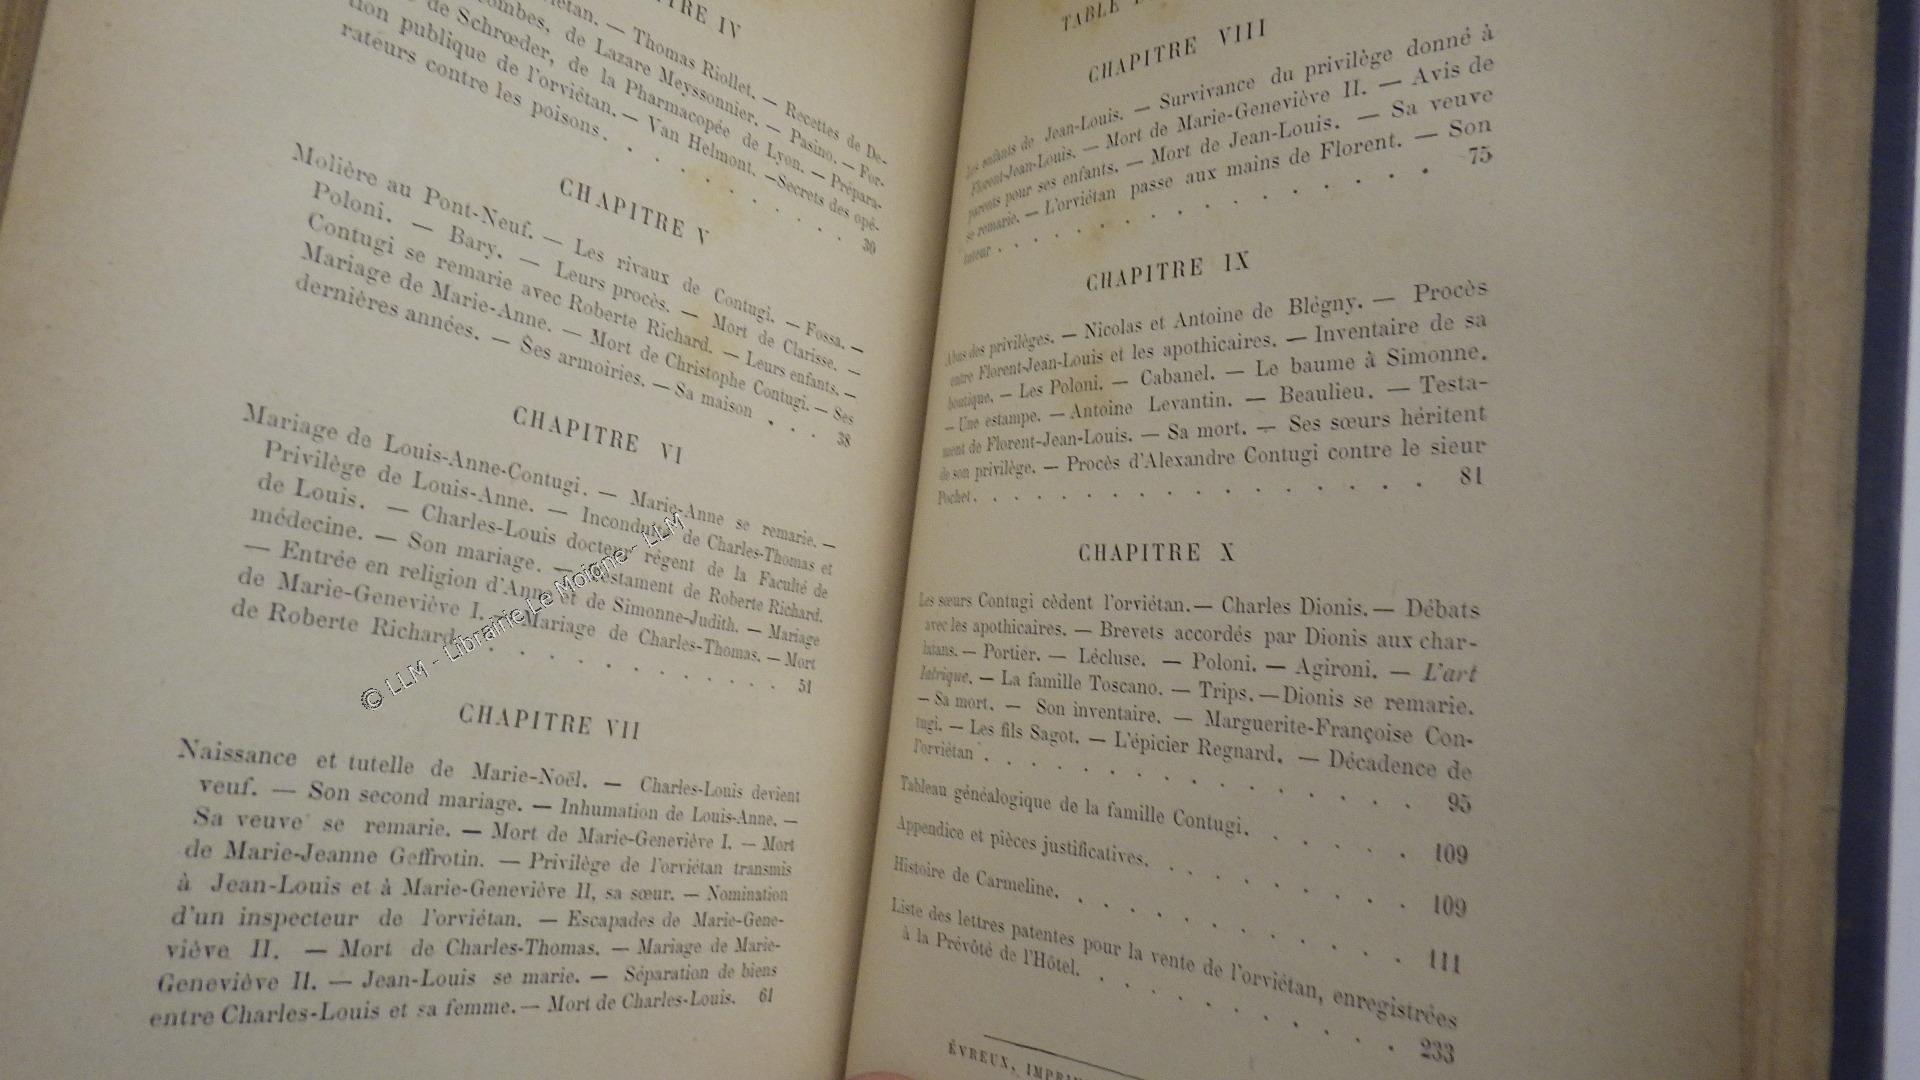 TRE IV
étan. — Thomas Riollet. — Recettes de De-
ombes, de Lazare Meyssonnier. — Pasino. — For-
de Schrœder, de la Pharmacopée de Lyon. — Prépara-
tion publique de l'orviétan. — Van Helmont. — Secrets des opé-
rateurs contre les poisons. . . . . . . . . 30
CHAPITRE V
Molière au Pont-Neuf. — Les rivaux de Contugi. — Fossa. —
Poloni. — Bary. — Leurs procès. — Mort de Clarisse. —
Contugi se remarie avec Roberte Richard. — Leurs enfants. —
Mariage de Marie-Anne. — Mort de Christophe Contugi. — Ses
dernières années. — Ses armoiries. — Sa maison . . . 38
CHAPITRE VI
Mariage de Louis-Anne-Contugi. — Marie-Anne se remarie. —
Privilège de Louis-Anne. — Inconduite de Charles-Thomas et
de Louis. — Charles-Louis docteur régent de la Faculté de
médecine. — Son mariage. — Testament de Roberte Richard.
— Entrée en religion d'Anne et de Simonne-Judith. — Mariage
de Marie-Geneviève I. — Mariage de Charles-Thomas. — Mort
de Roberte Richard. . . . . . . . . . . 51
CHAPITRE VII
Naissance et tutelle de Marie-Noël. — Charles-Louis devient
veuf. — Son second mariage. — Inhumation de Louis-Anne. —
Sa veuve se remarie. — Mort de Marie-Geneviève I. — Mort
de Marie-Jeanne Geffrotin. — Privilège de l'orviétan transmis
à Jean-Louis et à Marie-Geneviève II, sa sœur. — Nomination
d'un inspecteur de l'orviétan. — Escapades de Marie-Gene-
viève II. — Mort de Charles-Thomas. — Mariage de Marie-
Geneviève II. — Jean-Louis se marie. — Séparation de biens
entre Charles-Louis et sa femme. — Mort de Charles-Louis. 61
TABLE
CHAPITRE VIII
Les enfants de Jean-Louis. — Survivance du privilège donné à
Florent-Jean-Louis. — Mort de Marie-Geneviève II. — Avis de
parents pour ses enfants. — Mort de Jean-Louis. — Sa veuve
se remarie. — L'orviétan passe aux mains de Florent. — Son
tuteur . . . . . . . . . . . . . 75
CHAPITRE IX
Abus des privilèges. — Nicolas et Antoine de Blégny. — Procès
entre Florent-Jean-Louis et les apothicaires. — Inventaire de sa
boutique. — Les Poloni. — Cabanel. — Le baume à Simonne.
— Une estampe. — Antoine Levantin. — Beaulieu. — Testa-
ment de Florent-Jean-Louis. — Sa mort. — Ses sœurs héritent
de son privilège. — Procès d'Alexandre Contugi contre le sieur
Pochet. . . . . . . . . . . . . . 81
CHAPITRE X
Les sœurs Contugi cèdent l'orviétan. — Charles Dionis. — Débats
avec les apothicaires. — Brevets accordés par Dionis aux char-
latans. — Portier. — Lécluse. — Poloni. — Agironi. — L'art
Iatrique. — La famille Toscano. — Trips. — Dionis se remarie.
— Sa mort. — Son inventaire. — Marguerite-Françoise Con-
tugi. — Les fils Sagot. — L'épicier Regnard. — Décadence de
l'orviétan . . . . . . . . . . . . 95
Tableau généalogique de la famille Contugi. . . . . 109
Appendice et pièces justificatives. . . . . . . . 109
Histoire de Carmeline. . . . . . . . . . 111
Liste des lettres patentes pour la vente de l'orviétan, enregistrées
à la Prévôté de l'Hôtel. . . . . . . . . . 233
ÉVREUX, IMPRI
© LLM - Librairie Le Moigne - LLM